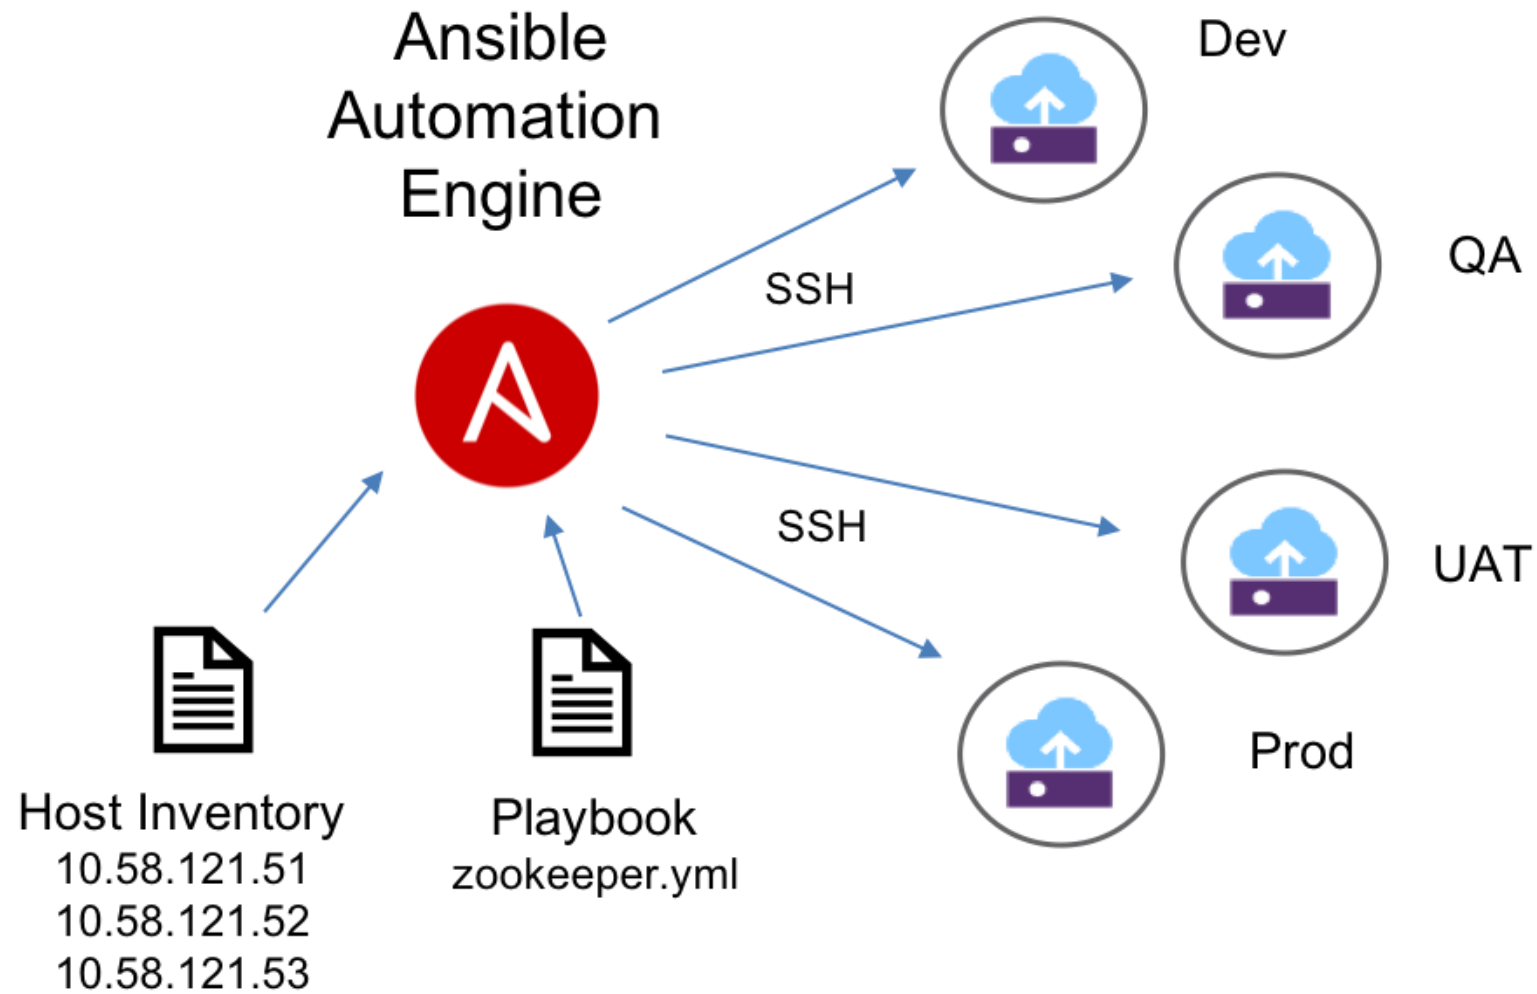 Ansible
Automation
Engine
Dev
QA
SSH
SSH
UAT
Prod
Host Inventory
10.58.121.51
10.58.121.52
10.58.121.53
Playbook
zookeeper.yml